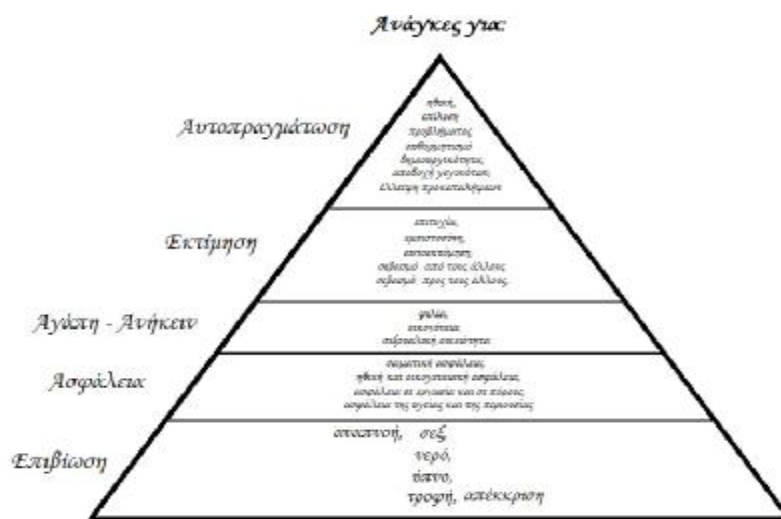 Ανάγκες για:
Αυτοπραγμάτωση
ηθική,
επίλυση
προβλήματος
αυθορμητισμό
δημιουργικότητα,
αποδοχή γεγονότων,
έλλειψη προκαταλήψεων
Εκτίμηση
επιτυχία,
εμπιστοσύνη,
αυτοεκτίμηση,
σεβασμό από τους άλλους
σεβασμό προς τους άλλους.
Αγάπη - Ανήκειν
φιλία,
οικογένεια
σεξουαλική οικειότητα
Ασφάλεια
σωματική ασφάλεια,
ηθική και οικογενειακή ασφάλεια,
ασφάλεια σε εργασία και σε πόρους,
ασφάλεια της υγείας και της περιουσίας
Επιβίωση
αναπνοή, σεξ
νερό,
ύπνο,
τροφή, απέκκριση